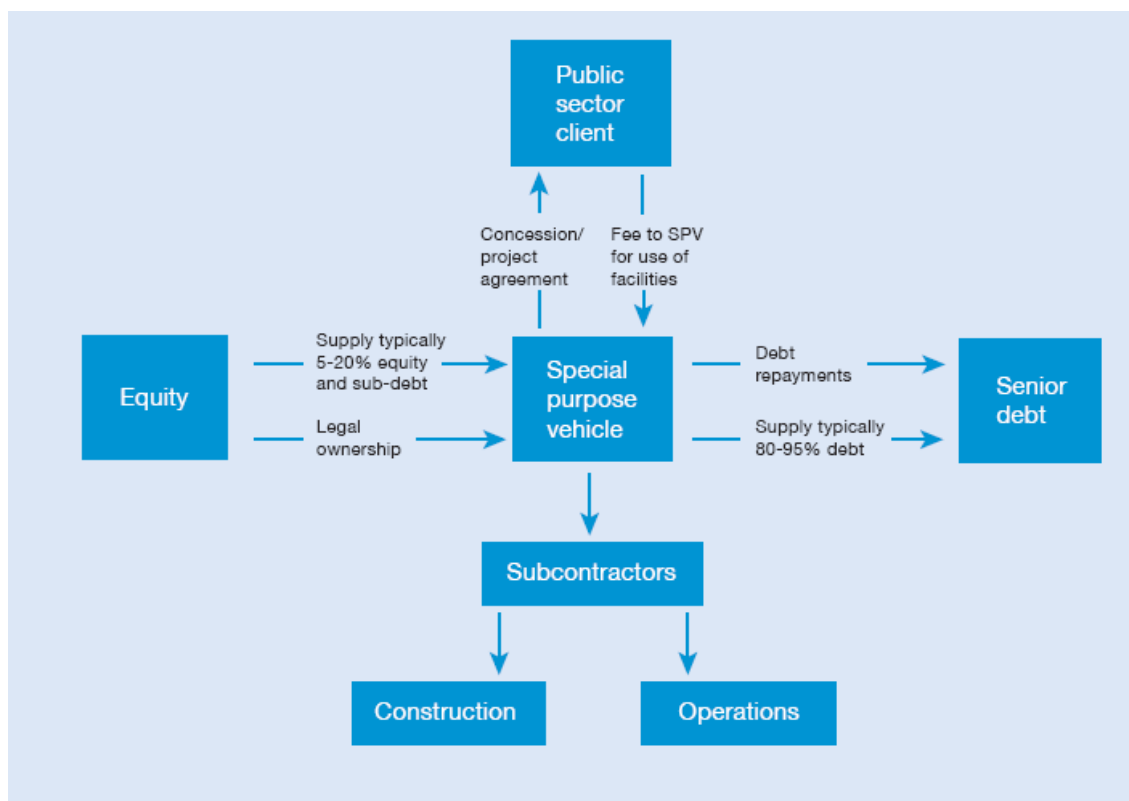 Public
sector
client
Concession/
project
agreement
Fee to SPV
for use of
facilities
Equity
Supply typically
5-20% equity
and sub-debt
Legal
ownership
Special
purpose
vehicle
Debt
repayments
Supply typically
80-95% debt
Senior
debt
Subcontractors
Construction
Operations